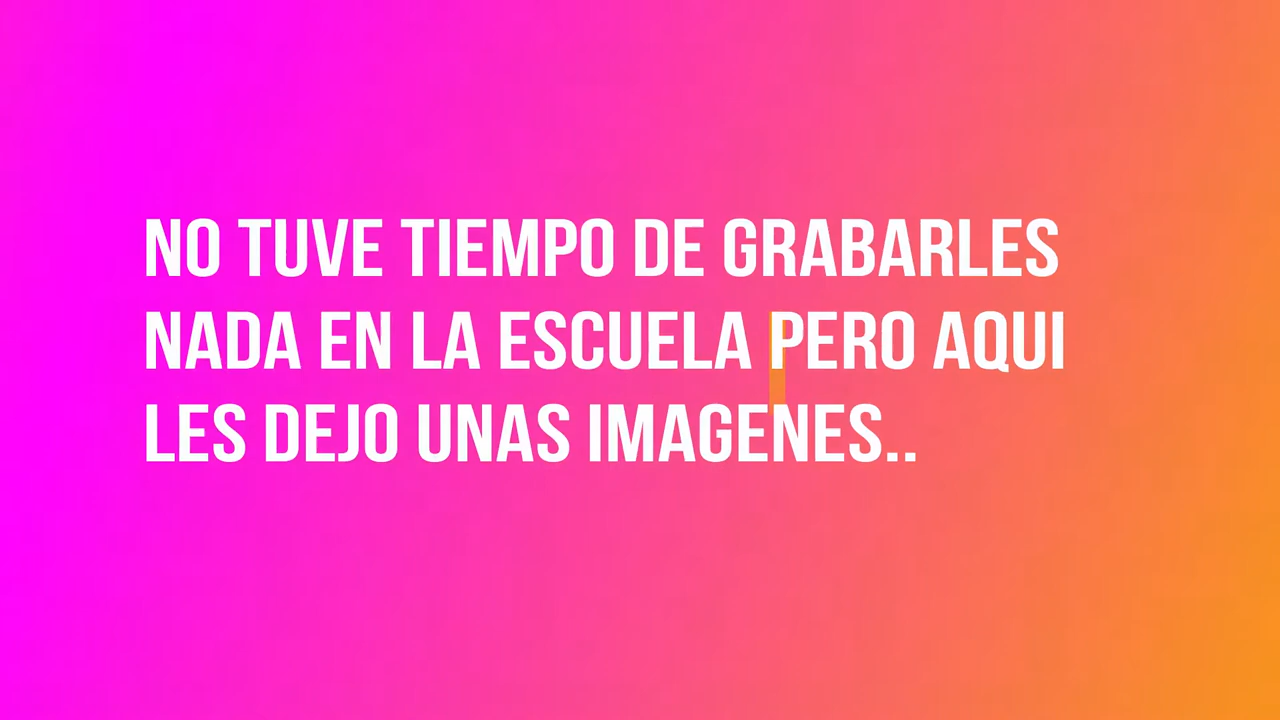 NO TUVE TIEMPO DE GRABARLES
NADA EN LA ESCUELA PERO AQUI
LES DEJO UNAS IMAGENES..